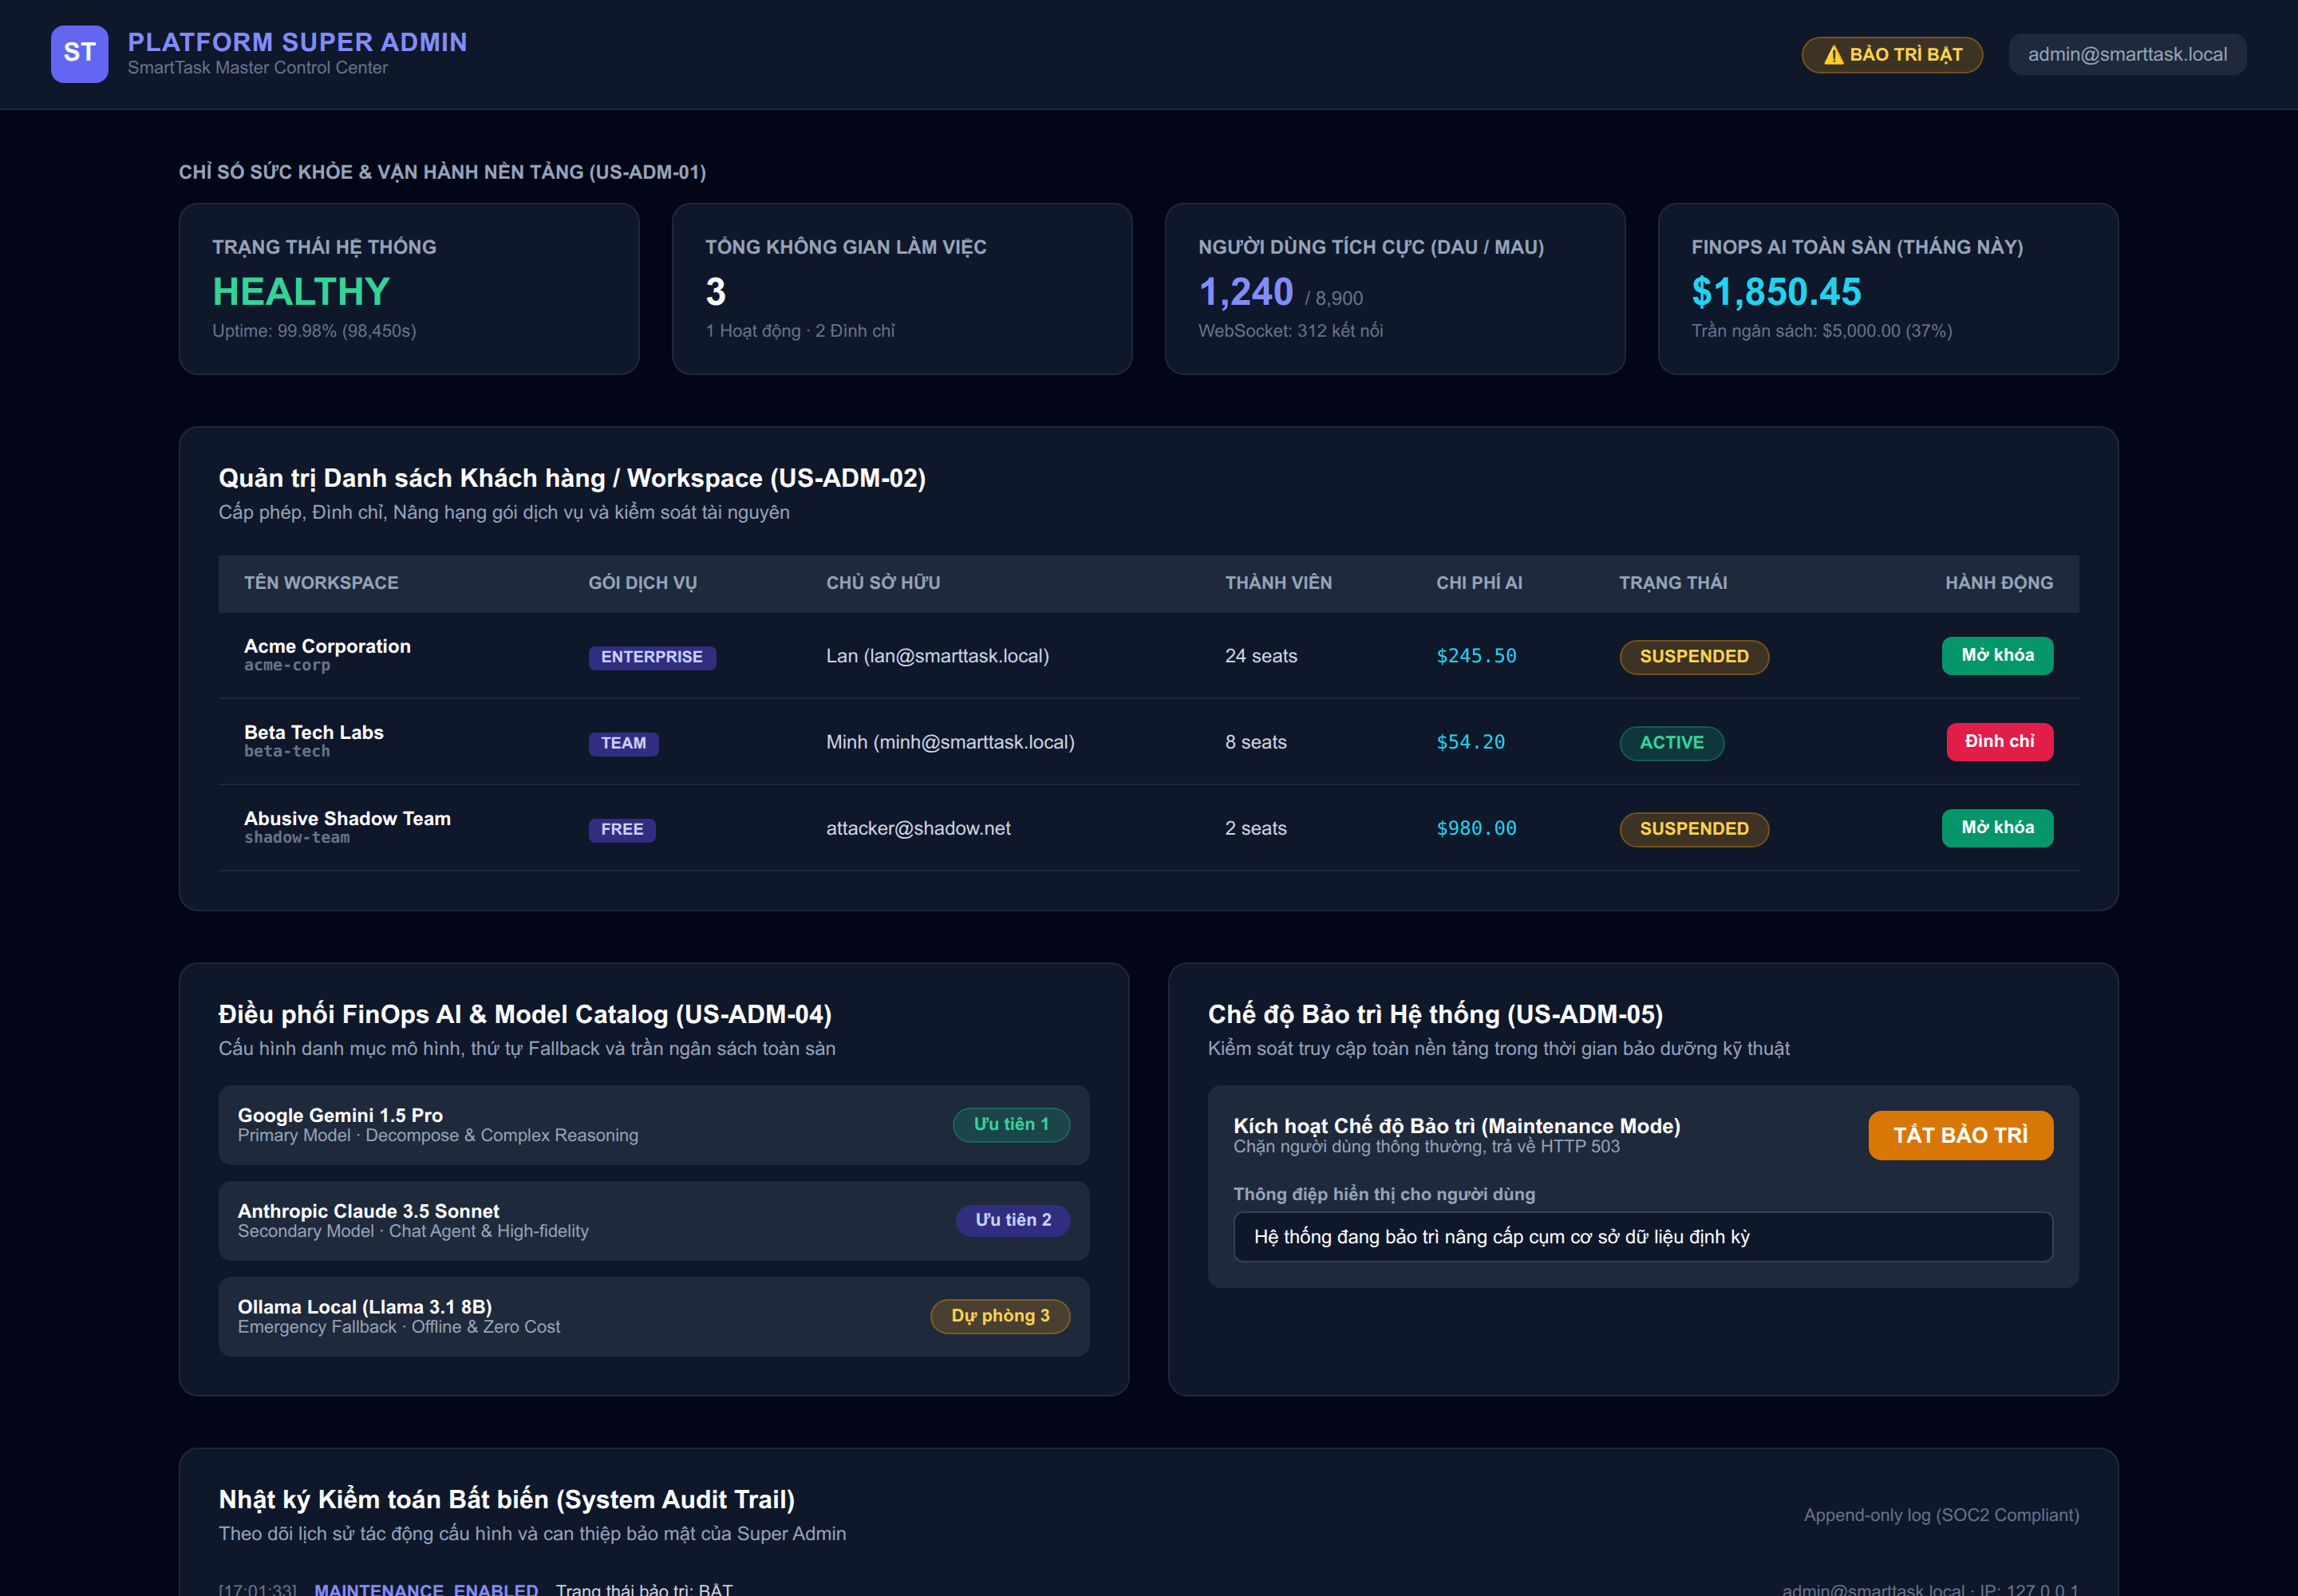 ST
PLATFORM SUPER ADMIN
SmartTask Master Control Center
⚠️ BẢO TRÌ BẬT
admin@smarttask.local
CHỈ SỐ SỨC KHỎE & VẬN HÀNH NỀN TẢNG (US-ADM-01)
TRẠNG THÁI HỆ THỐNG
HEALTHY
Uptime: 99.98% (98,450s)
TỔNG KHÔNG GIAN LÀM VIỆC
3
1 Hoạt động · 2 Đình chỉ
NGƯỜI DÙNG TÍCH CỰC (DAU / MAU)
1,240 / 8,900
WebSocket: 312 kết nối
FINOPS AI TOÀN SÀN (THÁNG NÀY)
$1,850.45
Trần ngân sách: $5,000.00 (37%)
Quản trị Danh sách Khách hàng / Workspace (US-ADM-02)
Cấp phép, Đình chỉ, Nâng hạng gói dịch vụ và kiểm soát tài nguyên
TÊN WORKSPACE GÓI DỊCH VỤ CHỦ SỞ HỮU THÀNH VIÊN CHI PHÍ AI TRẠNG THÁI HÀNH ĐỘNG
Acme Corporation
acme-corp
ENTERPRISE Lan (lan@smarttask.local) 24 seats $245.50 SUSPENDED Mở khóa
Beta Tech Labs
beta-tech
TEAM Minh (minh@smarttask.local) 8 seats $54.20 ACTIVE Đình chỉ
Abusive Shadow Team
shadow-team
FREE attacker@shadow.net 2 seats $980.00 SUSPENDED Mở khóa
Điều phối FinOps AI & Model Catalog (US-ADM-04)
Cấu hình danh mục mô hình, thứ tự Fallback và trần ngân sách toàn sàn
Google Gemini 1.5 Pro
Primary Model · Decompose & Complex Reasoning
Ưu tiên 1
Anthropic Claude 3.5 Sonnet
Secondary Model · Chat Agent & High-fidelity
Ưu tiên 2
Ollama Local (Llama 3.1 8B)
Emergency Fallback · Offline & Zero Cost
Dự phòng 3
Chế độ Bảo trì Hệ thống (US-ADM-05)
Kiểm soát truy cập toàn nền tảng trong thời gian bảo dưỡng kỹ thuật
Kích hoạt Chế độ Bảo trì (Maintenance Mode)
Chặn người dùng thông thường, trả về HTTP 503
TẮT BẢO TRÌ
Thông điệp hiển thị cho người dùng
Hệ thống đang bảo trì nâng cấp cụm cơ sở dữ liệu định kỳ
Nhật ký Kiểm toán Bất biến (System Audit Trail)
Theo dõi lịch sử tác động cấu hình và can thiệp bảo mật của Super Admin
Append-only log (SOC2 Compliant)
[17:01:33] MAINTENANCE_ENABLED Trạng thái bảo trì: BẬT admin@smarttask.local · IP: 127.0.0.1